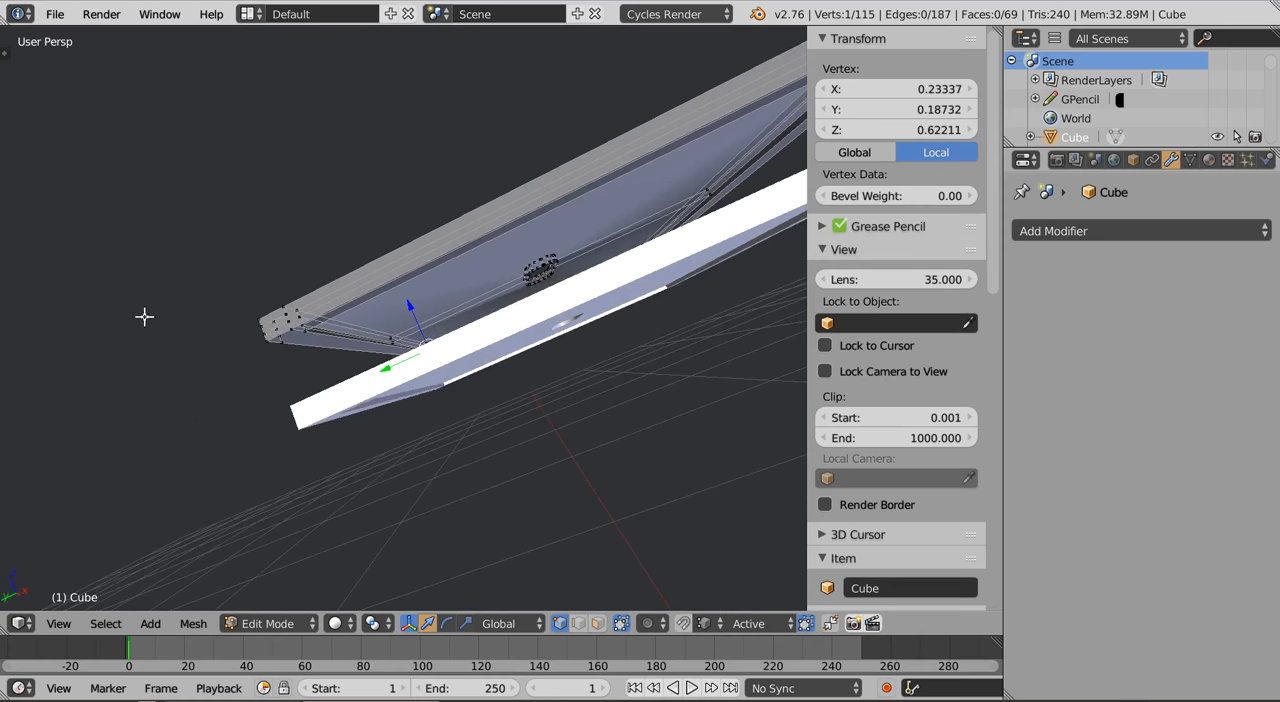 File Render Window Help Default Scene Cycles Render v2.76 | Verts:1/115 | Edges:0/187 | Faces:0/69 | Tris:240 | Mem:32.89M | Cube
User Persp
Transform
Vertex:
X: 0.23337
Y: 0.18732
Z: 0.62211
Global Local
Vertex Data:
Bevel Weight: 0.00
Grease Pencil
View
Lens: 35.000
Lock to Object:
Lock to Cursor
Lock Camera to View
Clip:
Start: 0.001
End: 1000.000
Local Camera:
Render Border
3D Cursor
Item
Cube
All Scenes
Scene
RenderLayers
GPencil
World
Cube
Cube
Add Modifier
(1) Cube
View Select Add Mesh Edit Mode Global Active
-20 0 20 40 60 80 100 120 140 160 180 200 220 240 260 280
View Marker Frame Playback Start: 1 End: 250 1 No Sync